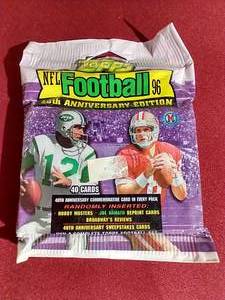 Topps
NFL Football 96
40th ANNIVERSARY EDITION
12
40 CARDS
40TH ANNIVERSARY COMMEMORATIVE CARD IN EVERY PACK
RANDOMLY INSERTED:
HOBBY MASTERS • JOE NAMATH REPRINT CARDS
BROADWAY'S REVIEWS
40TH ANNIVERSARY SWEEPSTAKES CARDS